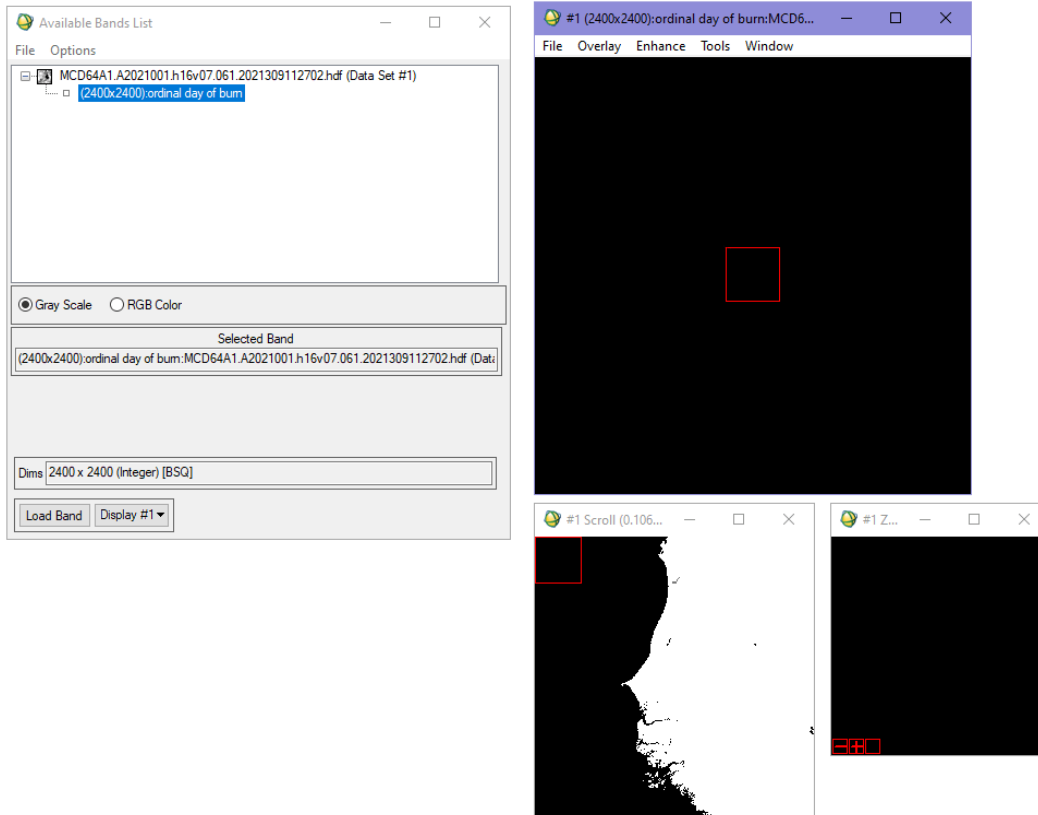 Available Bands List
File Options
MCD64A1.A2021001.h16v07.061.2021309112702.hdf (Data Set #1)
(2400x2400):ordinal day of burn
Gray Scale RGB Color
Selected Band
(2400x2400):ordinal day of burn:MCD64A1.A2021001.h16v07.061.2021309112702.hdf (Data
Dims 2400 x 2400 (Integer) [BSQ]
Load Band Display #1
#1 (2400x2400):ordinal day of burn:MCD6...
File Overlay Enhance Tools Window
#1 Scroll (0.106...
#1 Z...